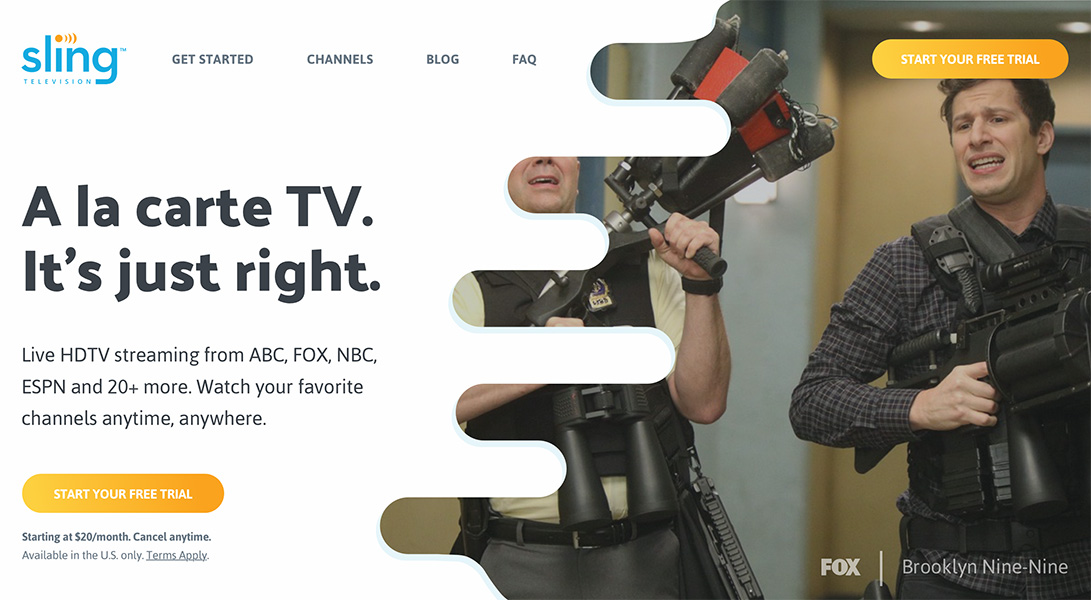 sling™
TELEVISION
GET STARTED
CHANNELS
BLOG
FAQ
START YOUR FREE TRIAL
A la carte TV.
It’s just right.
Live HDTV streaming from ABC, FOX, NBC,
ESPN and 20+ more. Watch your favorite
channels anytime, anywhere.
START YOUR FREE TRIAL
Starting at $20/month. Cancel anytime.
Available in the U.S. only. Terms Apply.
FOX | Brooklyn Nine-Nine